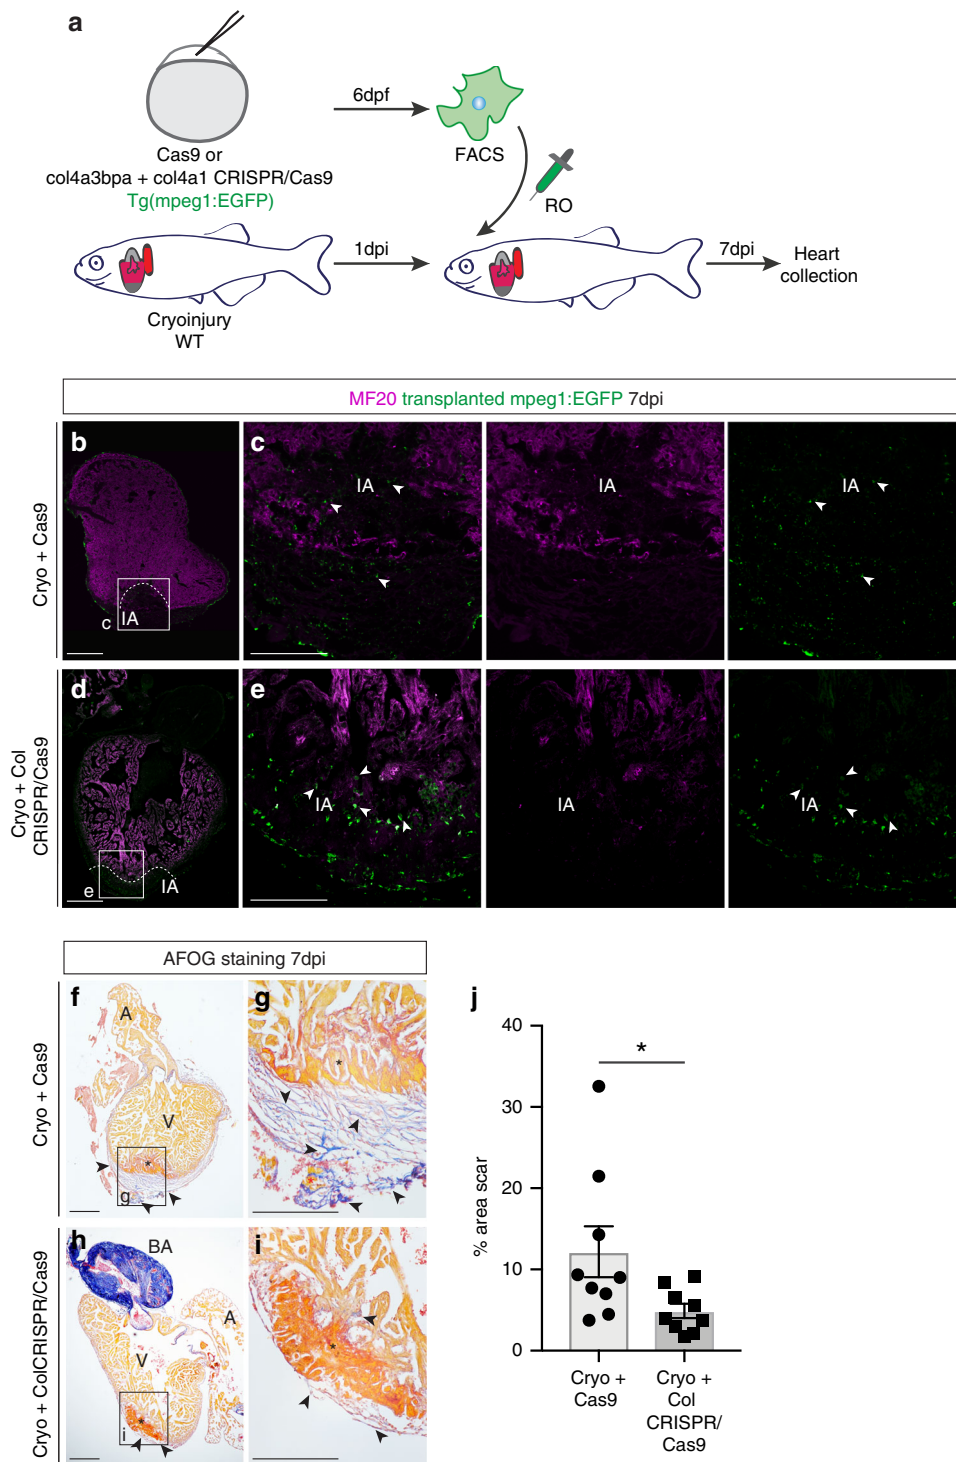 a
6dpf
FACS
Cas9 or
col4a3bpa + col4a1 CRISPR/Cas9
Tg(mpeg1:EGFP)
RO
1dpi
7dpi
Heart
collection
Cryoinjury
WT
MF20 transplanted mpeg1:EGFP 7dpi
Cryo + Cas9
b
c
IA
c
IA
IA
IA
Cryo + Col
CRISPR/Cas9
d
e
IA
e
IA
IA
IA
AFOG staining 7dpi
Cryo + Cas9
f
A
V
*
g
g
*
Cryo + ColCRISPR/Cas9
h
BA
A
V
*
i
i
*
j
% area scar
40
30
20
10
0
*
Cryo +
Cas9
Cryo +
Col
CRISPR/
Cas9